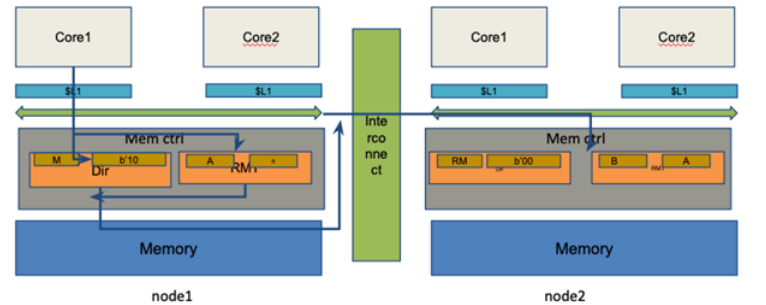 Core1
Core2
Core1
Core2
$L1
$L1
$L1
$L1
Inte
rco
nne
ct
Mem ctrl
Mem ctrl
M
b'10
A
Dir
RMT
RM
b'00
B
A
RMT
Memory
Memory
node1
node2